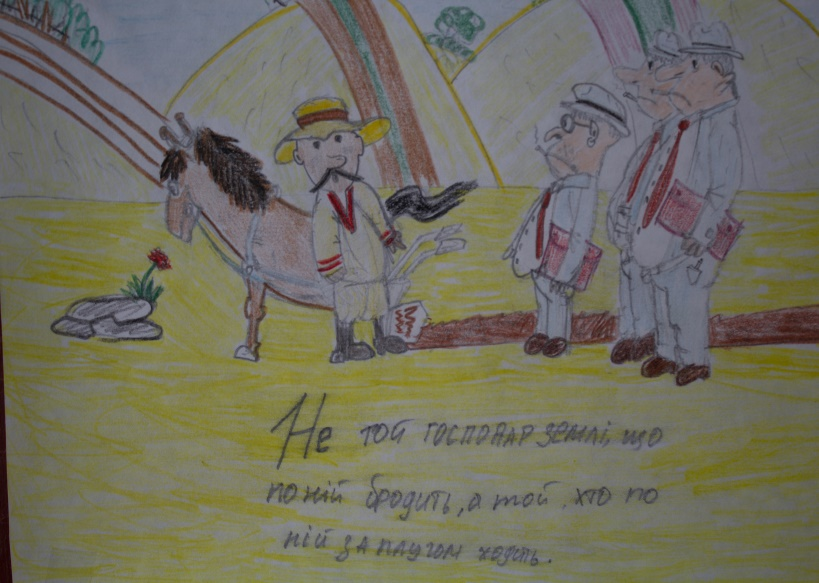 Не той господар землі, що
по ній бродить, а той, хто по
ній за плугом ходить.